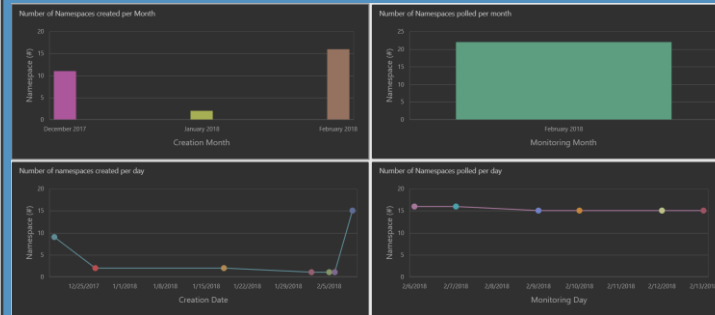 Number of Namespaces created per Month
20
15
10
5
0
Namespace (#)
December 2017 January 2018 February 2018
Creation Month
Number of Namespaces polled per month
25
20
15
10
5
0
Namespace (#)
February 2018
Monitoring Month
Number of namespaces created per day
20
15
10
5
0
Namespace (#)
12/25/2017 1/1/2018 1/8/2018 1/15/2018 1/22/2018 1/29/2018 2/5/2018
Creation Date
Number of Namespaces polled per day
20
15
10
5
0
Namespace (#)
2/6/2018 2/7/2018 2/8/2018 2/9/2018 2/10/2018 2/11/2018 2/12/2018 2/13/201
Monitoring Day